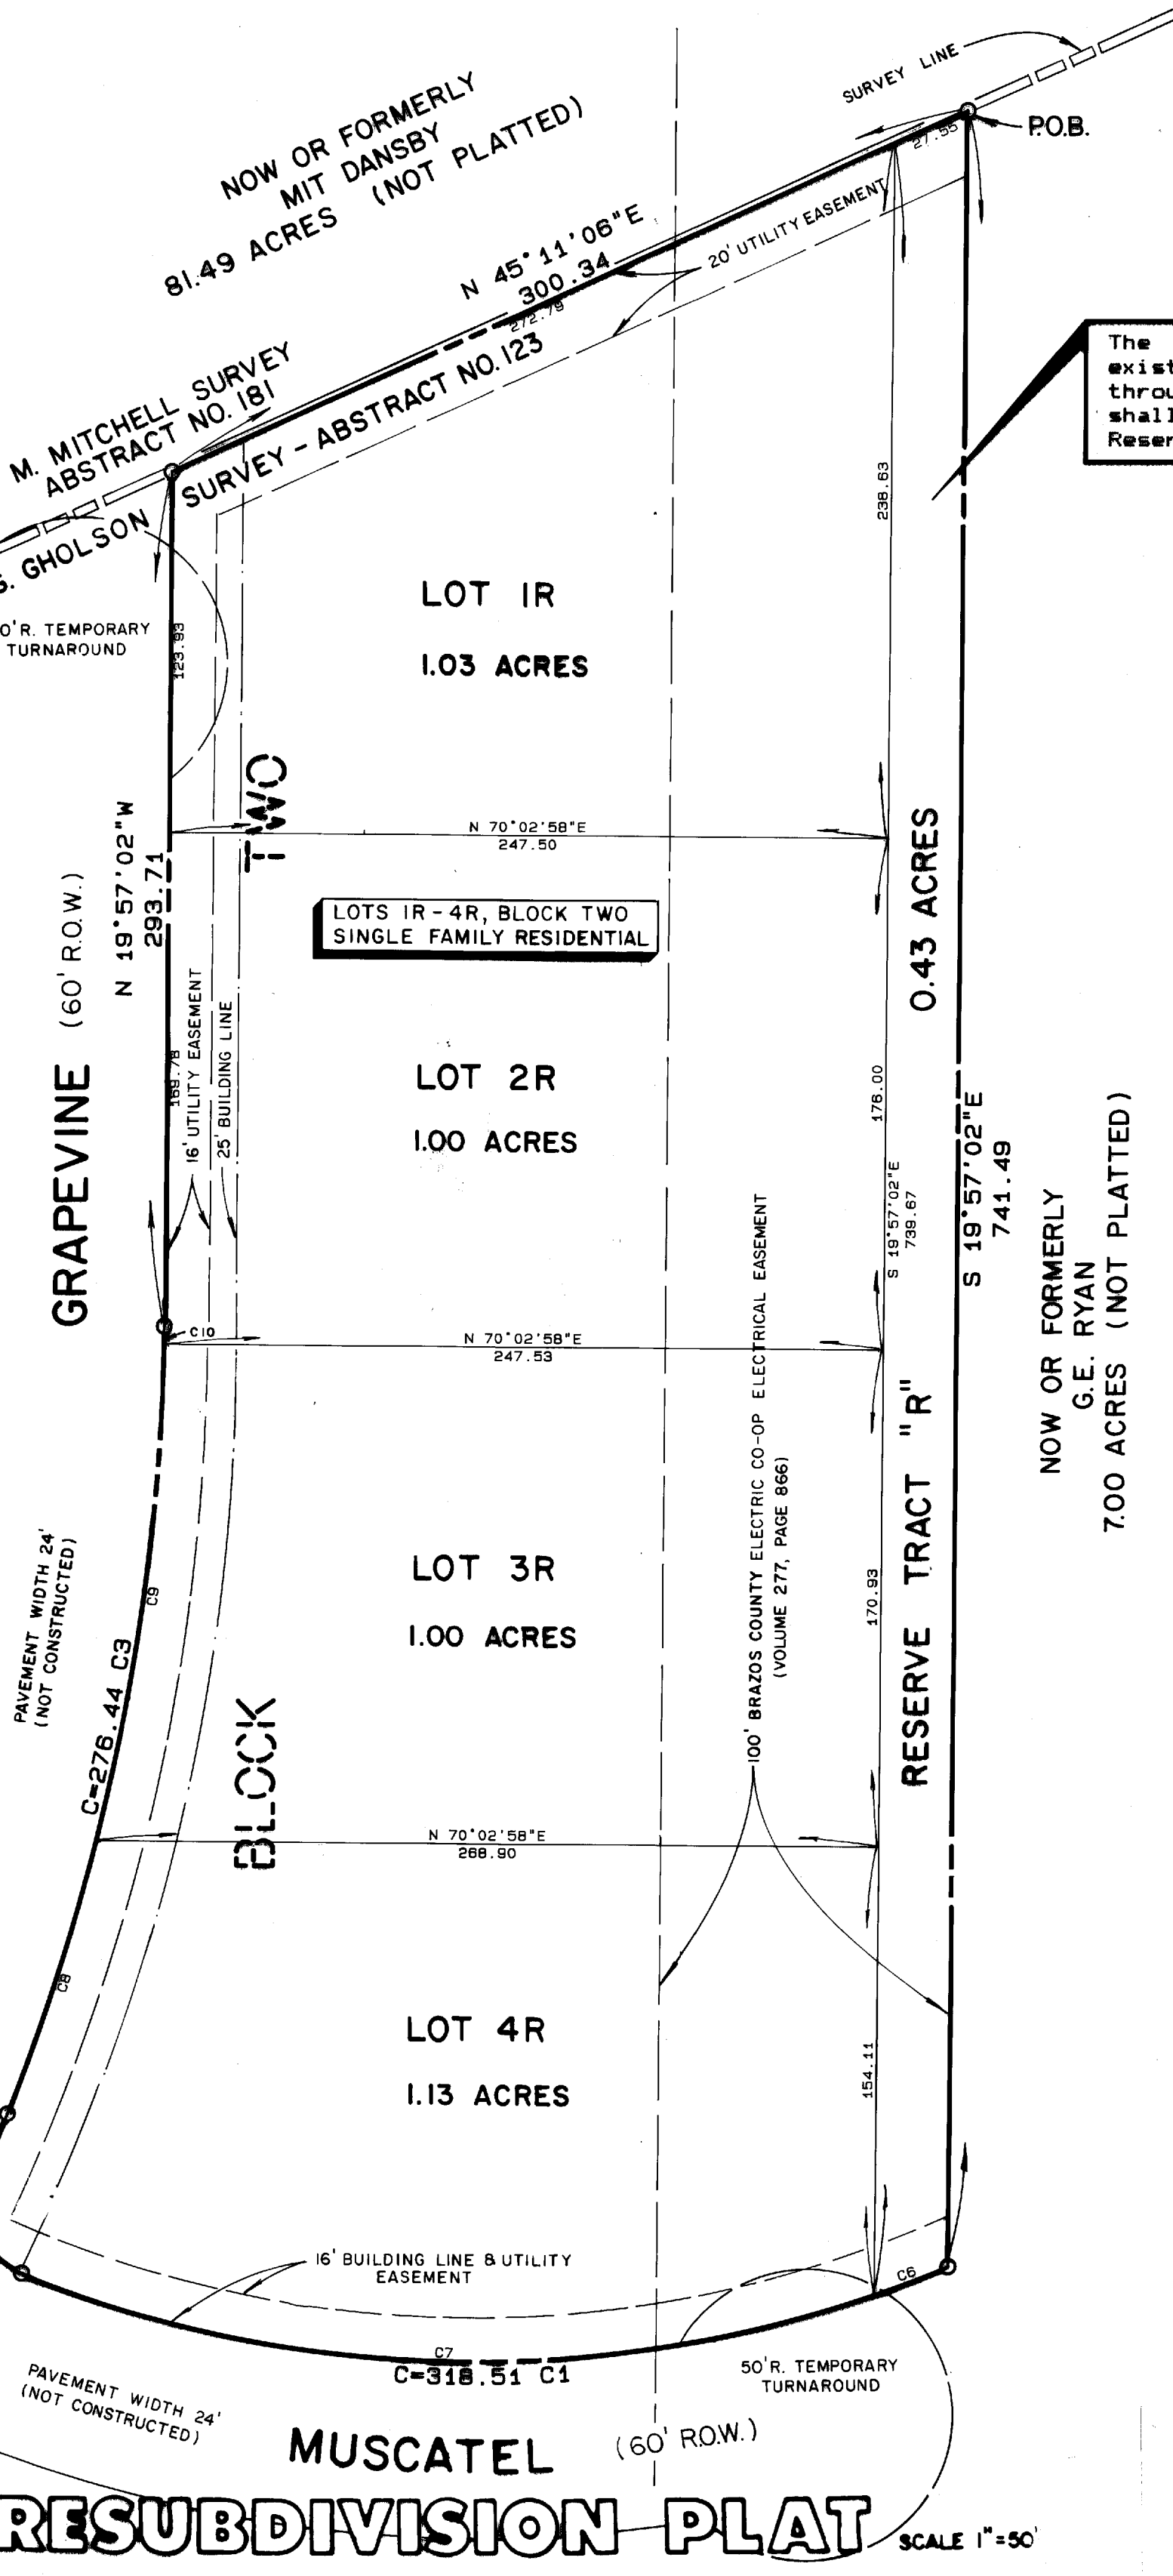 SURVEY LINE
P.O.B.
NOW OR FORMERLY
MIT DANSBY
81.49 ACRES (NOT PLATTED)
27.55
20' UTILITY EASEMENT
N 45°11'06"E
300.34
272.79
M. MITCHELL SURVEY
ABSTRACT NO. 181
SURVEY - ABSTRACT NO. 123
GHOLSON
The
exist
throu
shall
Reser
0'R. TEMPORARY
TURNAROUND
123.93
238.63
LOT 1R
1.03 ACRES
TWO
N 70°02'58"E
247.50
N 19°57'02"W
293.71
0.43 ACRES
LOTS 1R-4R, BLOCK TWO
SINGLE FAMILY RESIDENTIAL
GRAPEVINE (60' R.O.W.)
169.78
16' UTILITY EASEMENT
25' BUILDING LINE
LOT 2R
1.00 ACRES
176.00
S 19°57'02"E
739.67
S 19°57'02"E
741.49
NOW OR FORMERLY
G.E. RYAN
7.00 ACRES (NOT PLATTED)
C10
N 70°02'58"E
247.53
100' BRAZOS COUNTY ELECTRIC CO-OP ELECTRICAL EASEMENT
(VOLUME 277, PAGE 866)
RESERVE TRACT "R"
LOT 3R
1.00 ACRES
170.93
C9
PAVEMENT WIDTH 24'
(NOT CONSTRUCTED)
C=276.44 C3
BLOCK
N 70°02'58"E
268.90
C8
LOT 4R
1.13 ACRES
154.11
16' BUILDING LINE & UTILITY
EASEMENT
C6
C7
C=318.51 C1
50'R. TEMPORARY
TURNAROUND
PAVEMENT WIDTH 24'
(NOT CONSTRUCTED)
MUSCATEL (60' R.O.W.)
RESUBDIVISION PLAT
SCALE 1"=50'